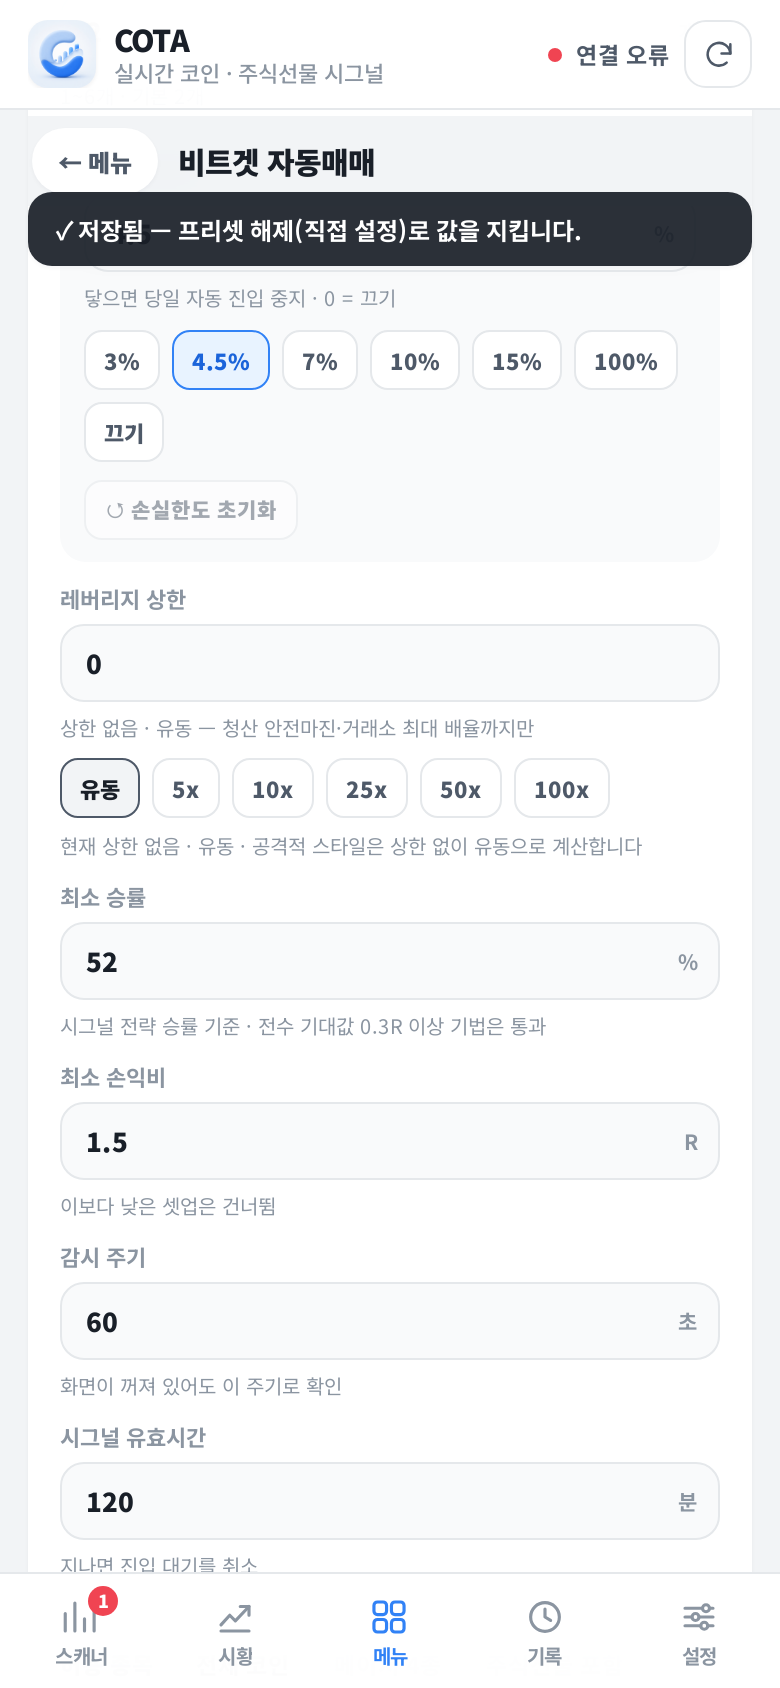 COTA
실시간 코인 · 주식선물 시그널
연결 오류
← 메뉴
비트겟 자동매매
✓ 저장됨 — 프리셋 해제(직접 설정)로 값을 지킵니다.
%
닿으면 당일 자동 진입 중지 · 0 = 끄기
3%
4.5%
7%
10%
15%
100%
끄기
↺ 손실한도 초기화
레버리지 상한
0
상한 없음 · 유동 — 청산 안전마진·거래소 최대 배율까지만
유동
5x
10x
25x
50x
100x
현재 상한 없음 · 유동 · 공격적 스타일은 상한 없이 유동으로 계산합니다
최소 승률
52
%
시그널 전략 승률 기준 · 전수 기대값 0.3R 이상 기법은 통과
최소 손익비
1.5
R
이보다 낮은 셋업은 건너뜀
감시 주기
60
초
화면이 꺼져 있어도 이 주기로 확인
시그널 유효시간
120
분
지나면 진입 대기를 취소
1
스캐너
시황
메뉴
기록
설정